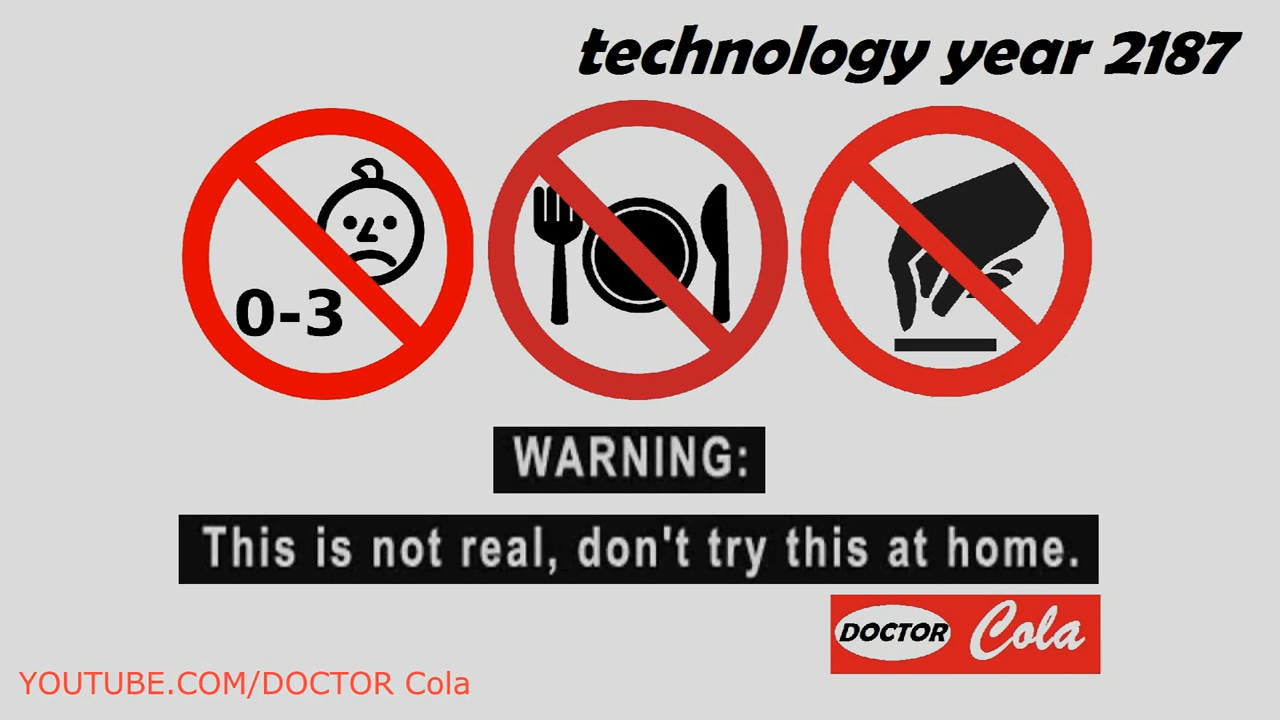 technology year 2187
0-3
WARNING:
This is not real, don't try this at home.
DOCTOR Cola
YOUTUBE.COM/DOCTOR Cola